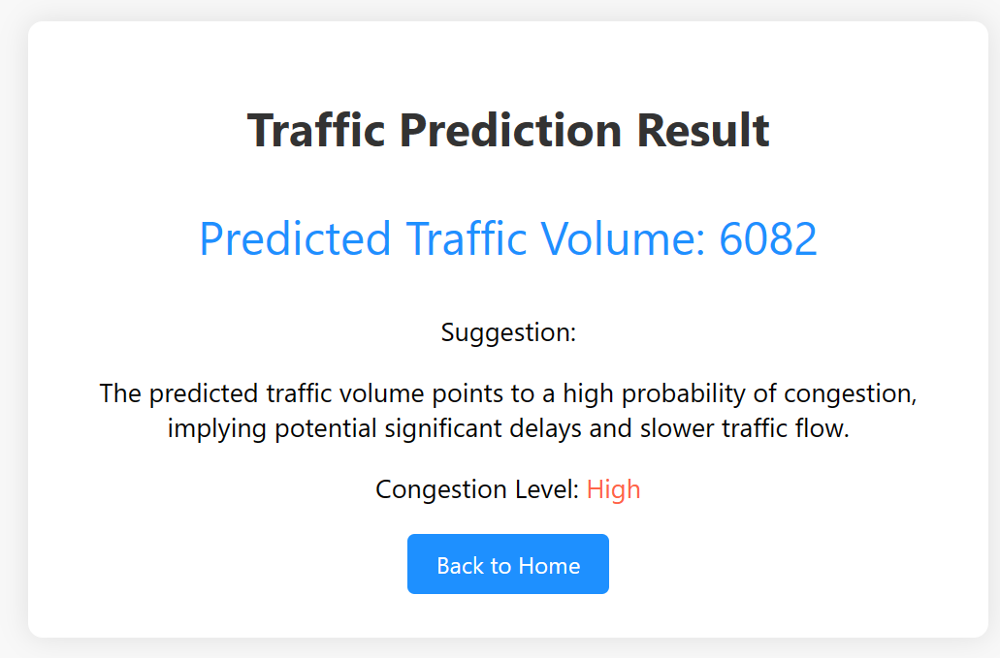 Traffic Prediction Result
Predicted Traffic Volume: 6082
Suggestion:
The predicted traffic volume points to a high probability of congestion,
implying potential significant delays and slower traffic flow.
Congestion Level: High
Back to Home